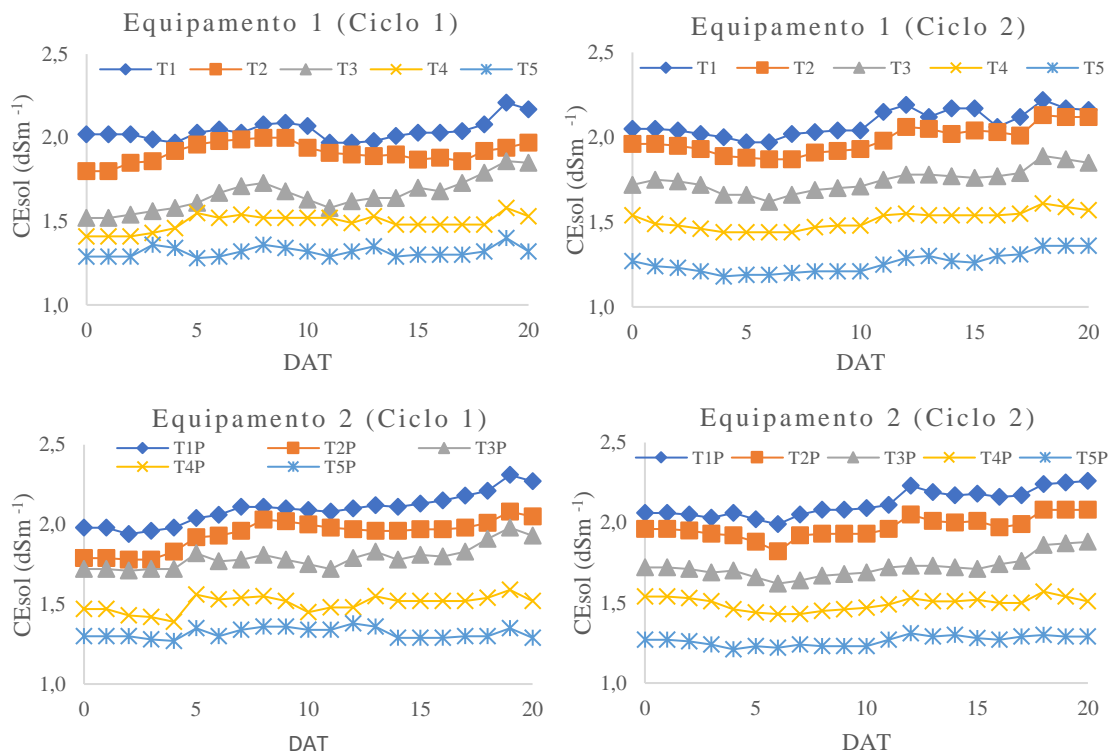 Equipamento 1 (Ciclo 1)
2,5
T1 T2 T3 T4 T5
2,0
1,5
1,0
CEsol (dSm -1)
0 5 10 15 20
DAT
Equipamento 1 (Ciclo 2)
2,5
T1 T2 T3 T4 T5
2,0
1,5
1,0
CEsol (dSm -1)
0 5 10 15 20
DAT
Equipamento 2 (Ciclo 1)
2,5
T1P T2P T3P
T4P T5P
2,0
1,5
1,0
CEsol (dSm -1)
0 5 10 15 20
DAT
Equipamento 2 (Ciclo 2)
2,5
T1P T2P T3P T4P T5P
2,0
1,5
1,0
CEsol (dSm -1)
0 5 10 15 20
DAT